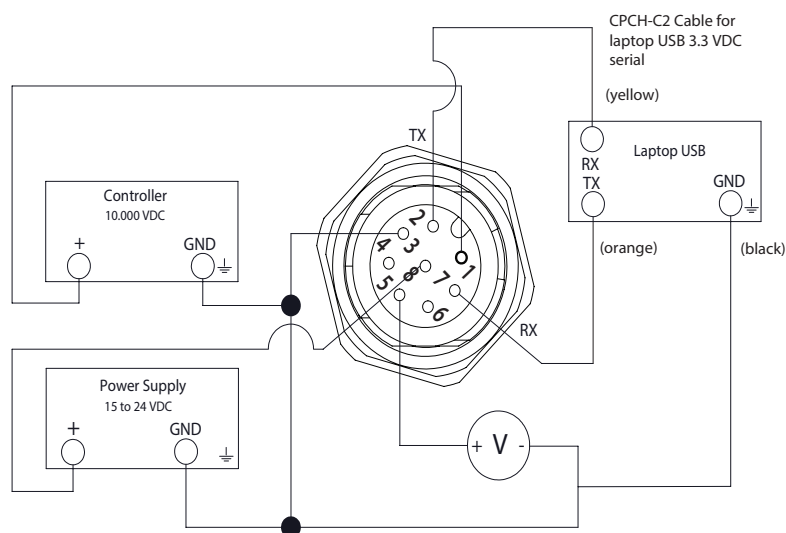 CPCH-C2 Cable for
laptop USB 3.3 VDC
serial
(yellow)
TX
Laptop USB
RX
TX
GND
(orange)
(black)
Controller
10.000 VDC
+
GND
2
3
4
1
8
5
7
6
RX
Power Supply
15 to 24 VDC
+
GND
+ V -